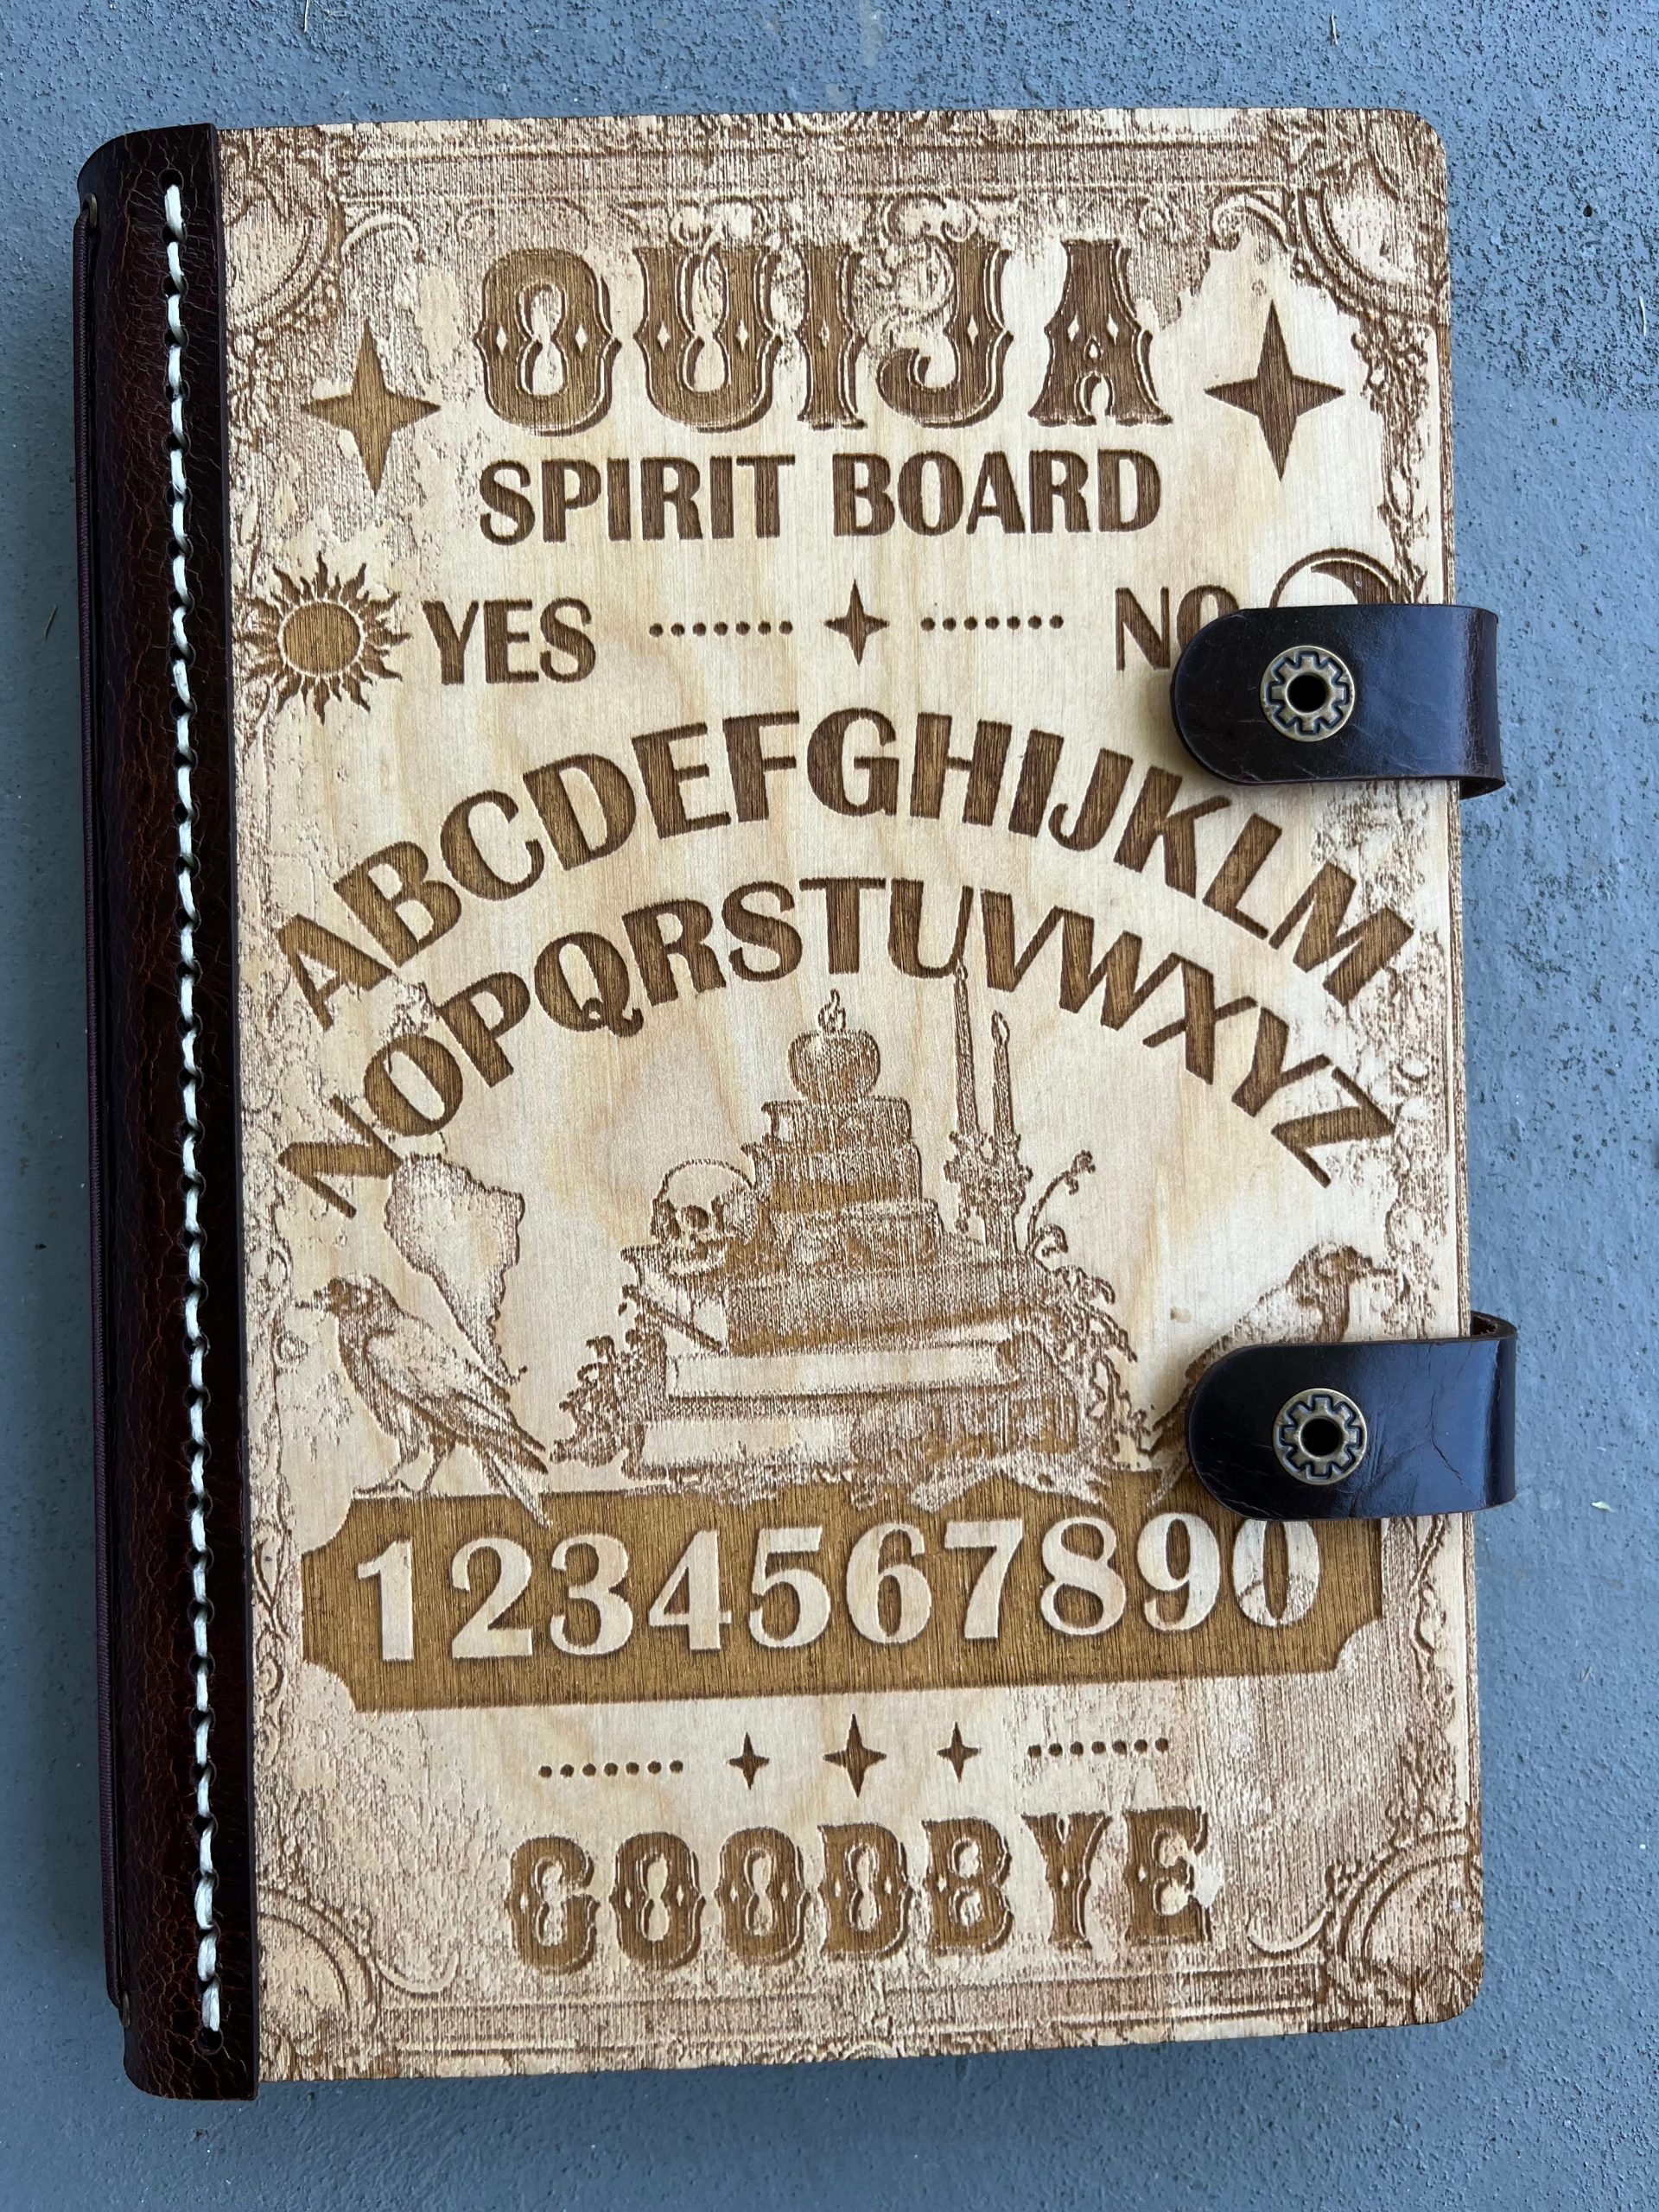 OUIJA
SPIRIT BOARD
YES NO
ABCDEFGHIJKLM
NOPQRSTUVWXYZ
1234567890
GOODBYE